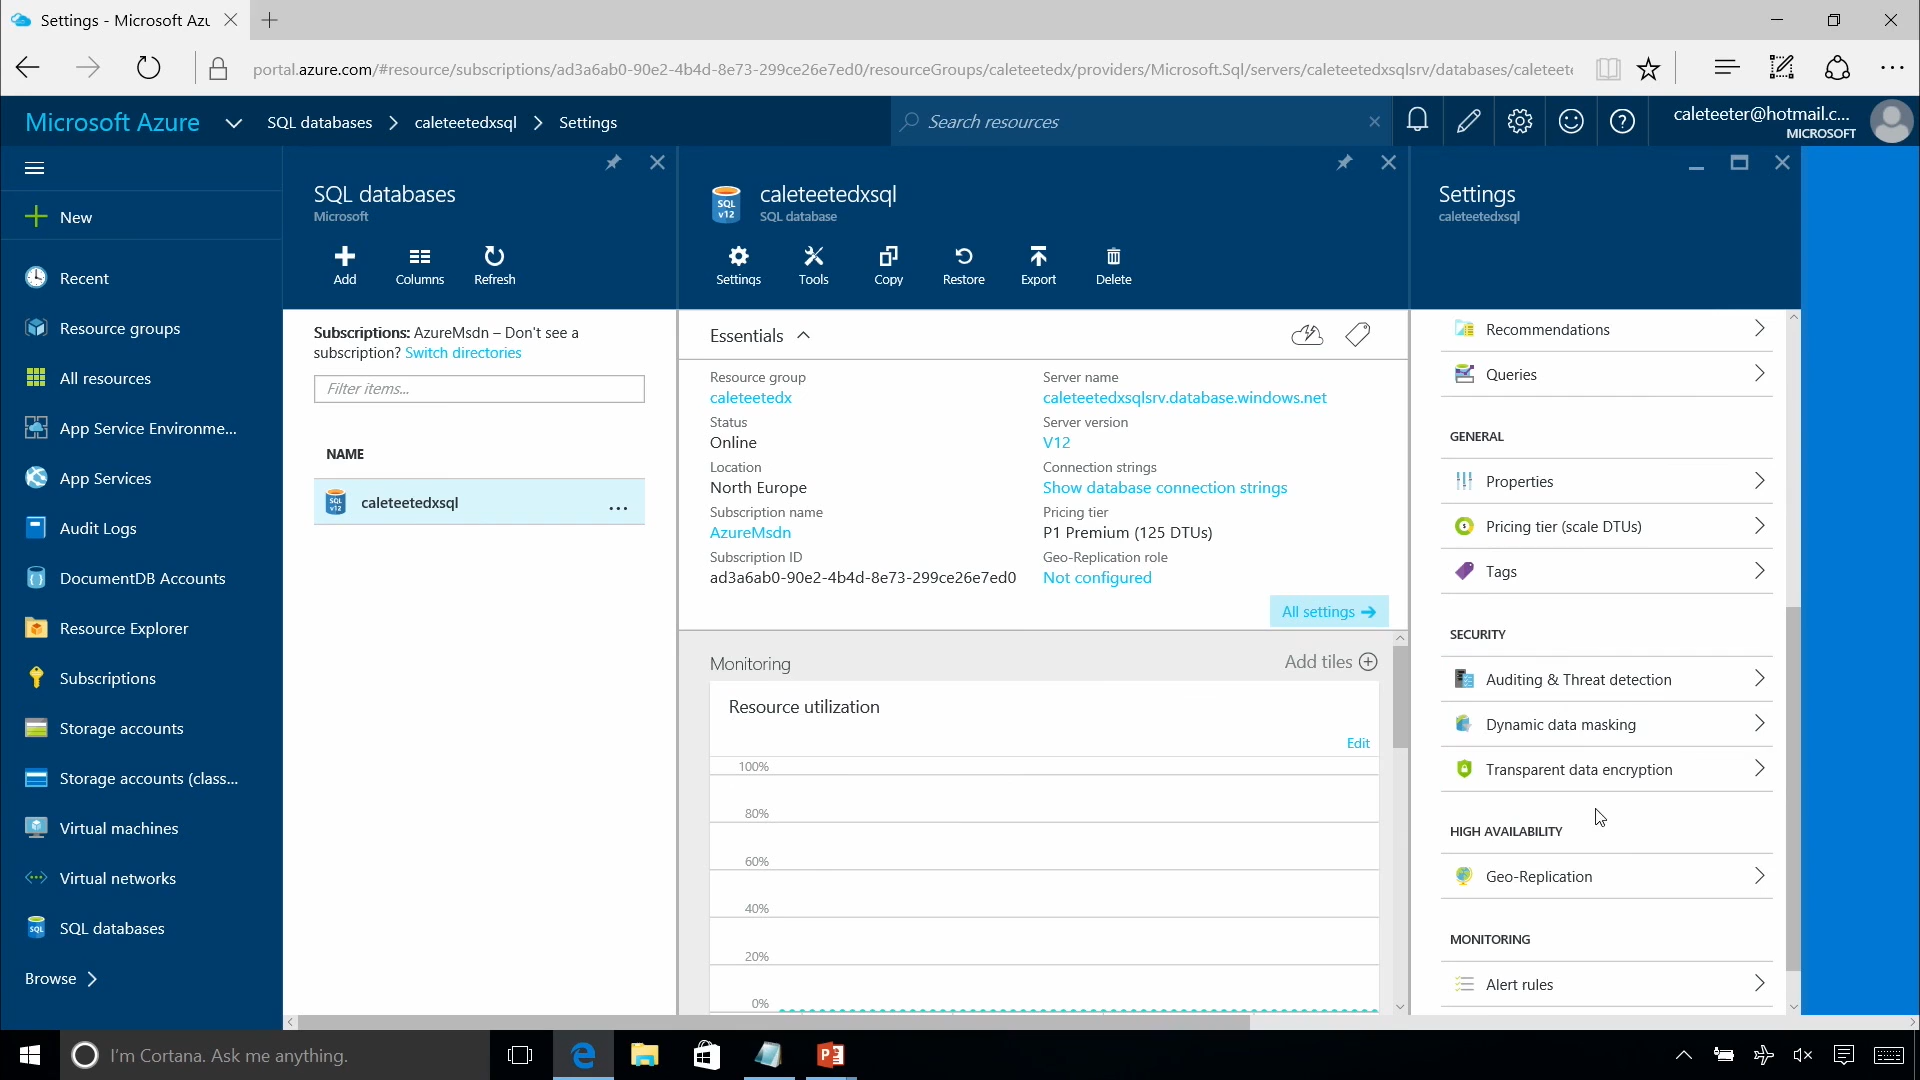 Settings - Microsoft Azu
portal.azure.com/#resource/subscriptions/ad3a6ab0-90e2-4b4d-8e73-299ce26e7ed0/resourceGroups/caleteetedx/providers/Microsoft.Sql/servers/caleteetedxsqlsrv/databases/caleteete
Microsoft Azure
SQL databases
caleteetedxsql
Settings
Search resources
caleteeter@hotmail.c...
MICROSOFT
New
Recent
Resource groups
All resources
App Service Environme...
App Services
Audit Logs
DocumentDB Accounts
Resource Explorer
Subscriptions
Storage accounts
Storage accounts (class...
Virtual machines
Virtual networks
SQL databases
Browse
SQL databases
Microsoft
Add
Columns
Refresh
Subscriptions: AzureMsdn – Don't see a
subscription? Switch directories
Filter items...
NAME
SQL v12
caleteetedxsql
...
SQL
v12
caleteetedxsql
SQL database
Settings
Tools
Copy
Restore
Export
Delete
Essentials
Resource group
caleteetedx
Status
Online
Location
North Europe
Subscription name
AzureMsdn
Subscription ID
ad3a6ab0-90e2-4b4d-8e73-299ce26e7ed0
Server name
caleteetedxsqlsrv.database.windows.net
Server version
V12
Connection strings
Show database connection strings
Pricing tier
P1 Premium (125 DTUs)
Geo-Replication role
Not configured
All settings
Monitoring
Add tiles
Resource utilization
Edit
100%
80%
60%
40%
20%
0%
Settings
caleteetedxsql
Recommendations
Queries
GENERAL
Properties
Pricing tier (scale DTUs)
Tags
SECURITY
Auditing & Threat detection
Dynamic data masking
Transparent data encryption
HIGH AVAILABILITY
Geo-Replication
MONITORING
Alert rules
I'm Cortana. Ask me anything.